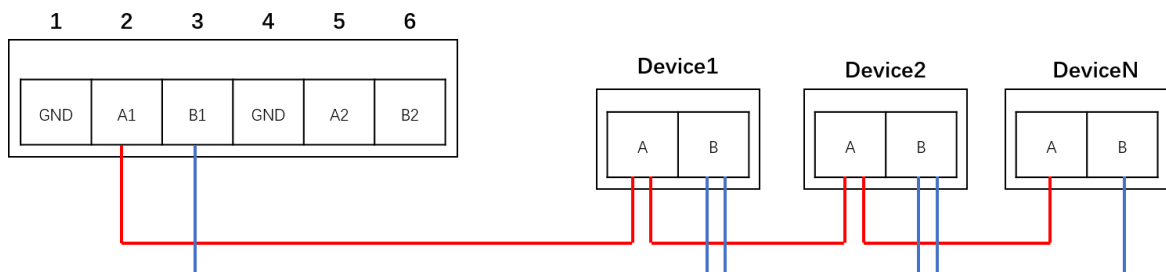 1 2 3 4 5 6
GND A1 B1 GND A2 B2
Device1 Device2 DeviceN
A B A B A B